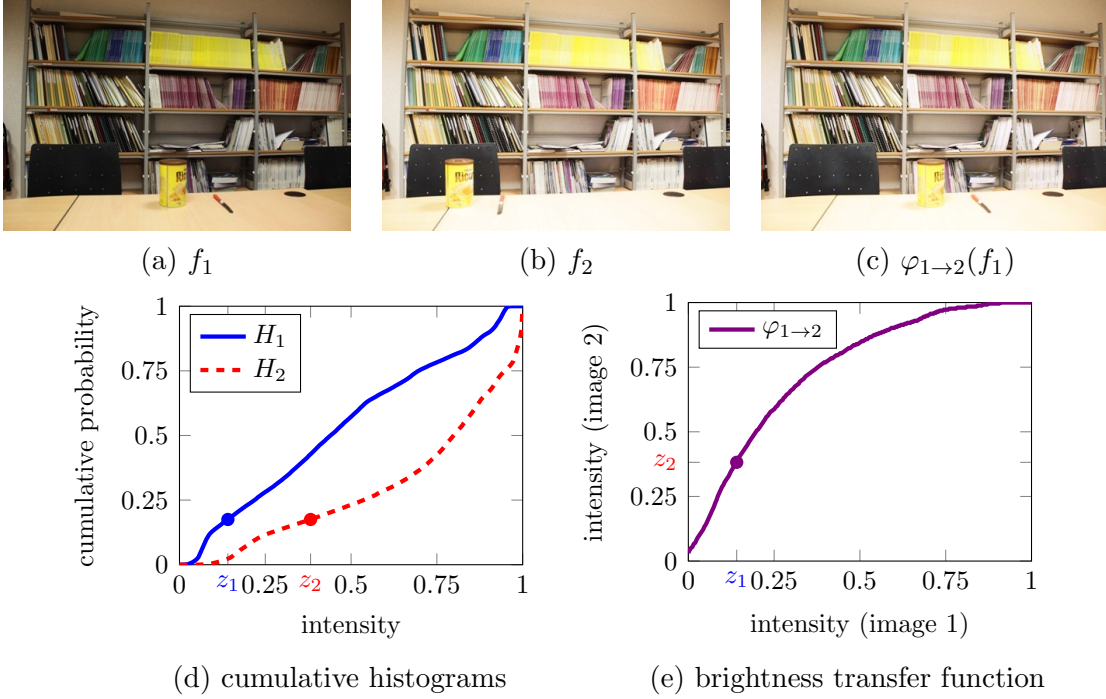 (a) f₁
(b) f₂
(c) φ₁→₂(f₁)
cumulative probability
1
0.75
0.5
0.25
0
H₁
H₂
0 z₁ 0.25 z₂ 0.5 0.75 1
intensity
(d) cumulative histograms
intensity (image 2)
1
0.75
0.5
z₂
0.25
0
φ₁→₂
0 z₁ 0.25 0.5 0.75 1
intensity (image 1)
(e) brightness transfer function